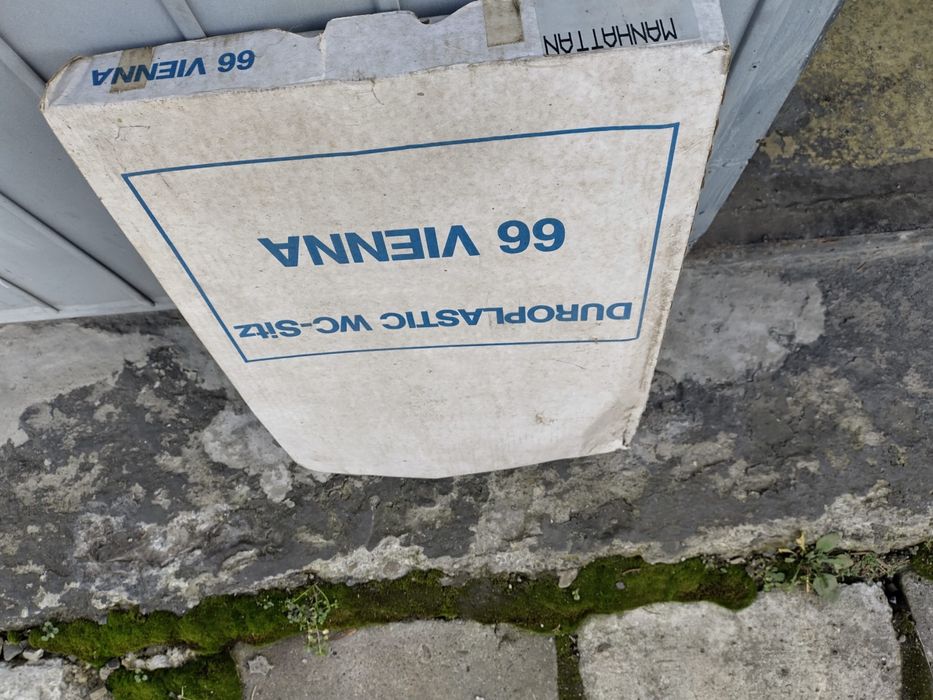 DUROPLASTIC WC-Sitz
66 VIENNA
MANHATTAN
66 VIENNA